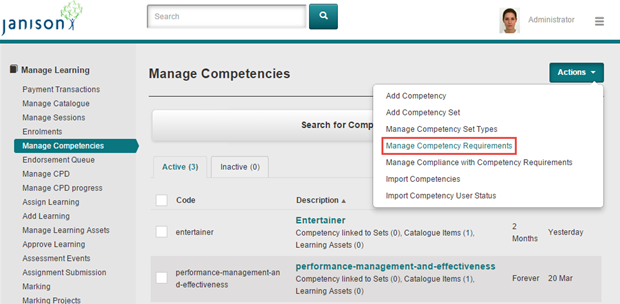 janison
Search
Administrator
Manage Learning
Payment Transactions
Manage Catalogue
Manage Sessions
Enrolments
Manage Competencies
Endorsement Queue
Manage CPD
Manage CPD progress
Assign Learning
Add Learning
Manage Learning Assets
Approve Learning
Assessment Events
Assignment Submission
Marking
Marking Projects
Manage Competencies
Actions
Add Competency
Add Competency Set
Manage Competency Set Types
Manage Competency Requirements
Manage Compliance with Competency Requirements
Import Competencies
Import Competency User Status
Search for Comp
Active (3)
Inactive (0)
Code
Description
entertainer
Entertainer
Competency linked to Sets (0), Catalogue Items (1),
Learning Assets (0)
2
Months
Yesterday
performance-management-an
d-effectiveness
performance-management-and-effectiveness
Competency linked to Sets (0), Catalogue Items (1),
Learning Assets (0)
Forever
20 Mar